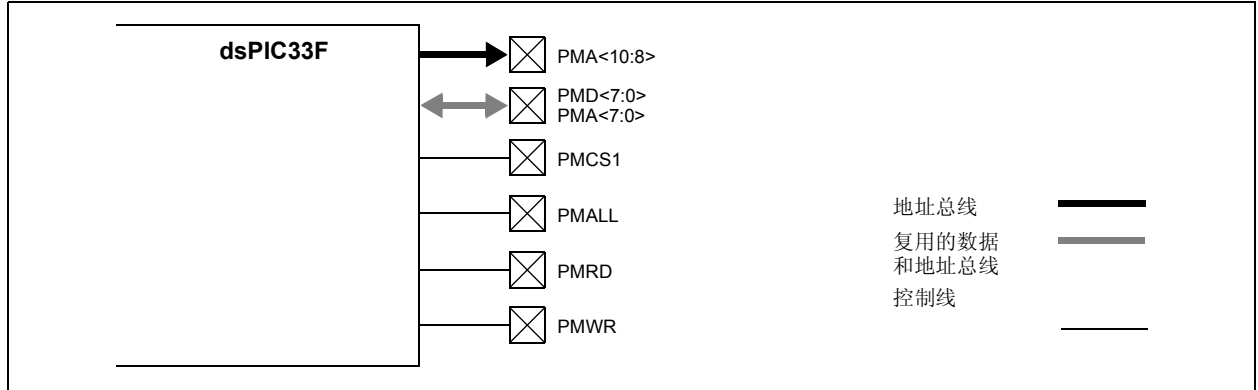 dsPIC33F
PMA<10:8>
PMD<7:0>
PMA<7:0>
PMCS1
PMALL
PMRD
PMWR
地址总线
复用的数据
和地址总线
控制线